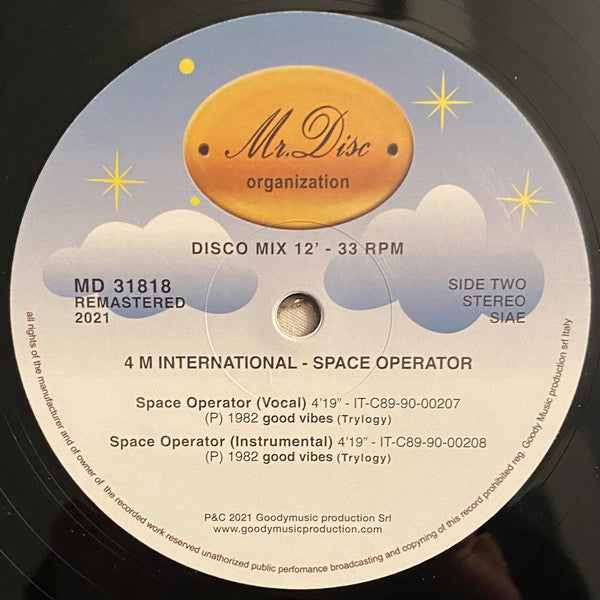 Mr. Disc
organization
DISCO MIX 12' - 33 RPM
MD 31818
REMASTERED
2021
SIDE TWO
STEREO
SIAE
4 M INTERNATIONAL - SPACE OPERATOR
Space Operator (Vocal) 4'19" - IT-C89-90-00207
(P) 1982 good vibes (Trylogy)
Space Operator (Instrumental) 4'19" - IT-C89-90-00208
(P) 1982 good vibes (Trylogy)
P&C 2021 Goodymusic production Srl
www.goodymusicproduction.com
all rights of the manufacturer and of owner of the recorded work reserved unathorized public perfomance broadcasting and copyning of this record prohibited reg. Goody Music production srl Italy